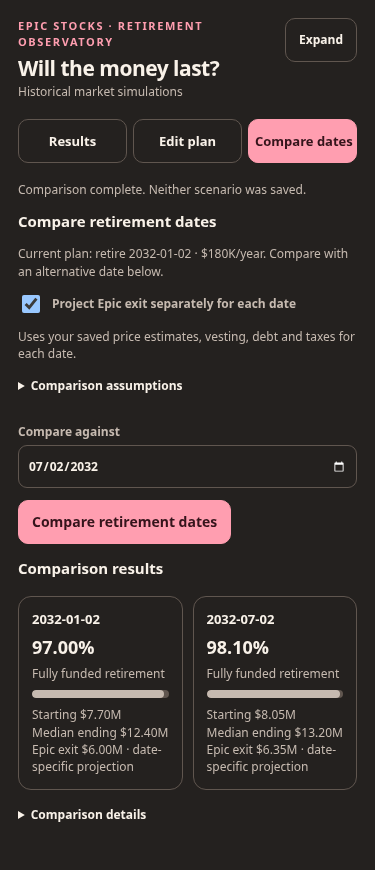 EPIC STOCKS · RETIREMENT
OBSERVATORY
Expand
Will the money last?
Historical market simulations
Results
Edit plan
Compare dates
Comparison complete. Neither scenario was saved.
Compare retirement dates
Current plan: retire 2032-01-02 · $180K/year. Compare with
an alternative date below.
Project Epic exit separately for each date
Uses your saved price estimates, vesting, debt and taxes for
each date.
Comparison assumptions
Compare against
07/02/2032
Compare retirement dates
Comparison results
2032-01-02
97.00%
Fully funded retirement
Starting $7.70M
Median ending $12.40M
Epic exit $6.00M · date-
specific projection
2032-07-02
98.10%
Fully funded retirement
Starting $8.05M
Median ending $13.20M
Epic exit $6.35M · date-
specific projection
Comparison details